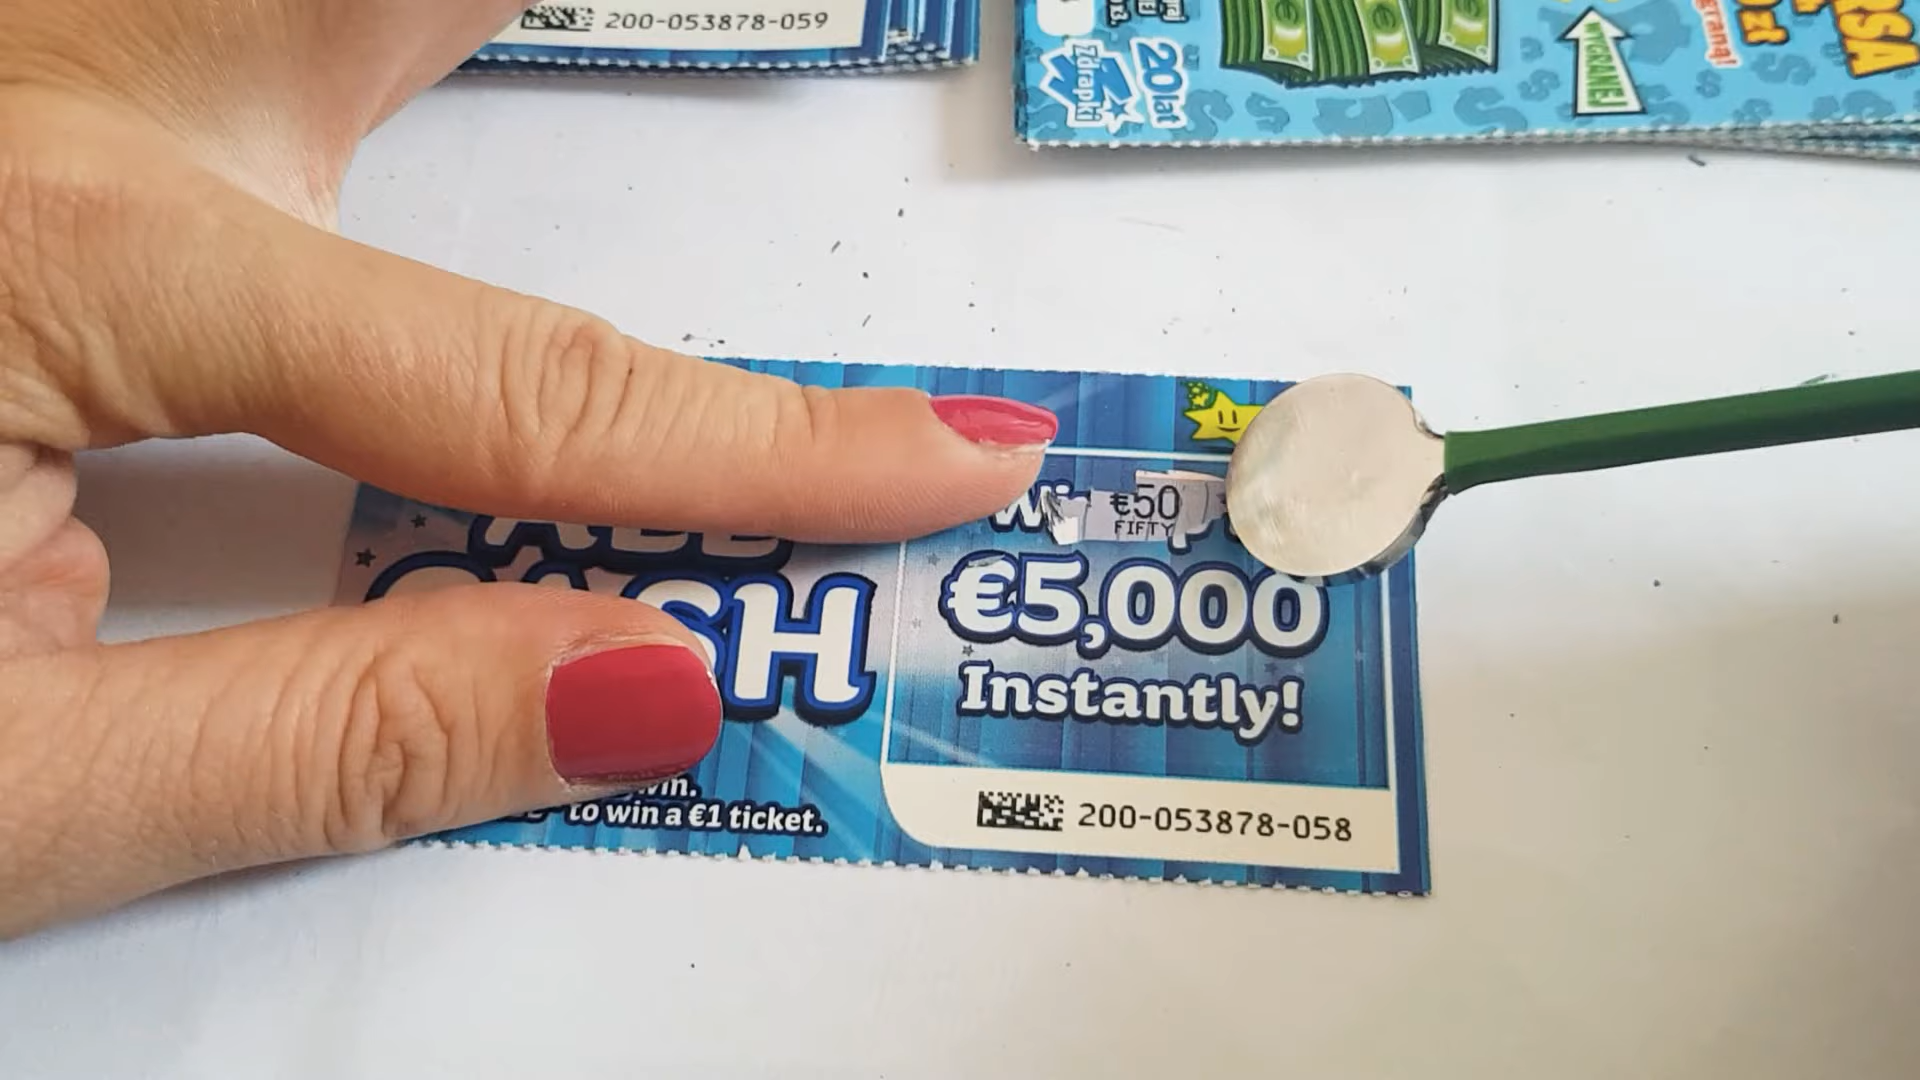 200-053878-059
20 lat
Zdrapki
WYGRANEJ
€50
FIFTY
€5,000
Instantly!
CASH
to win a €1 ticket.
200-053878-058